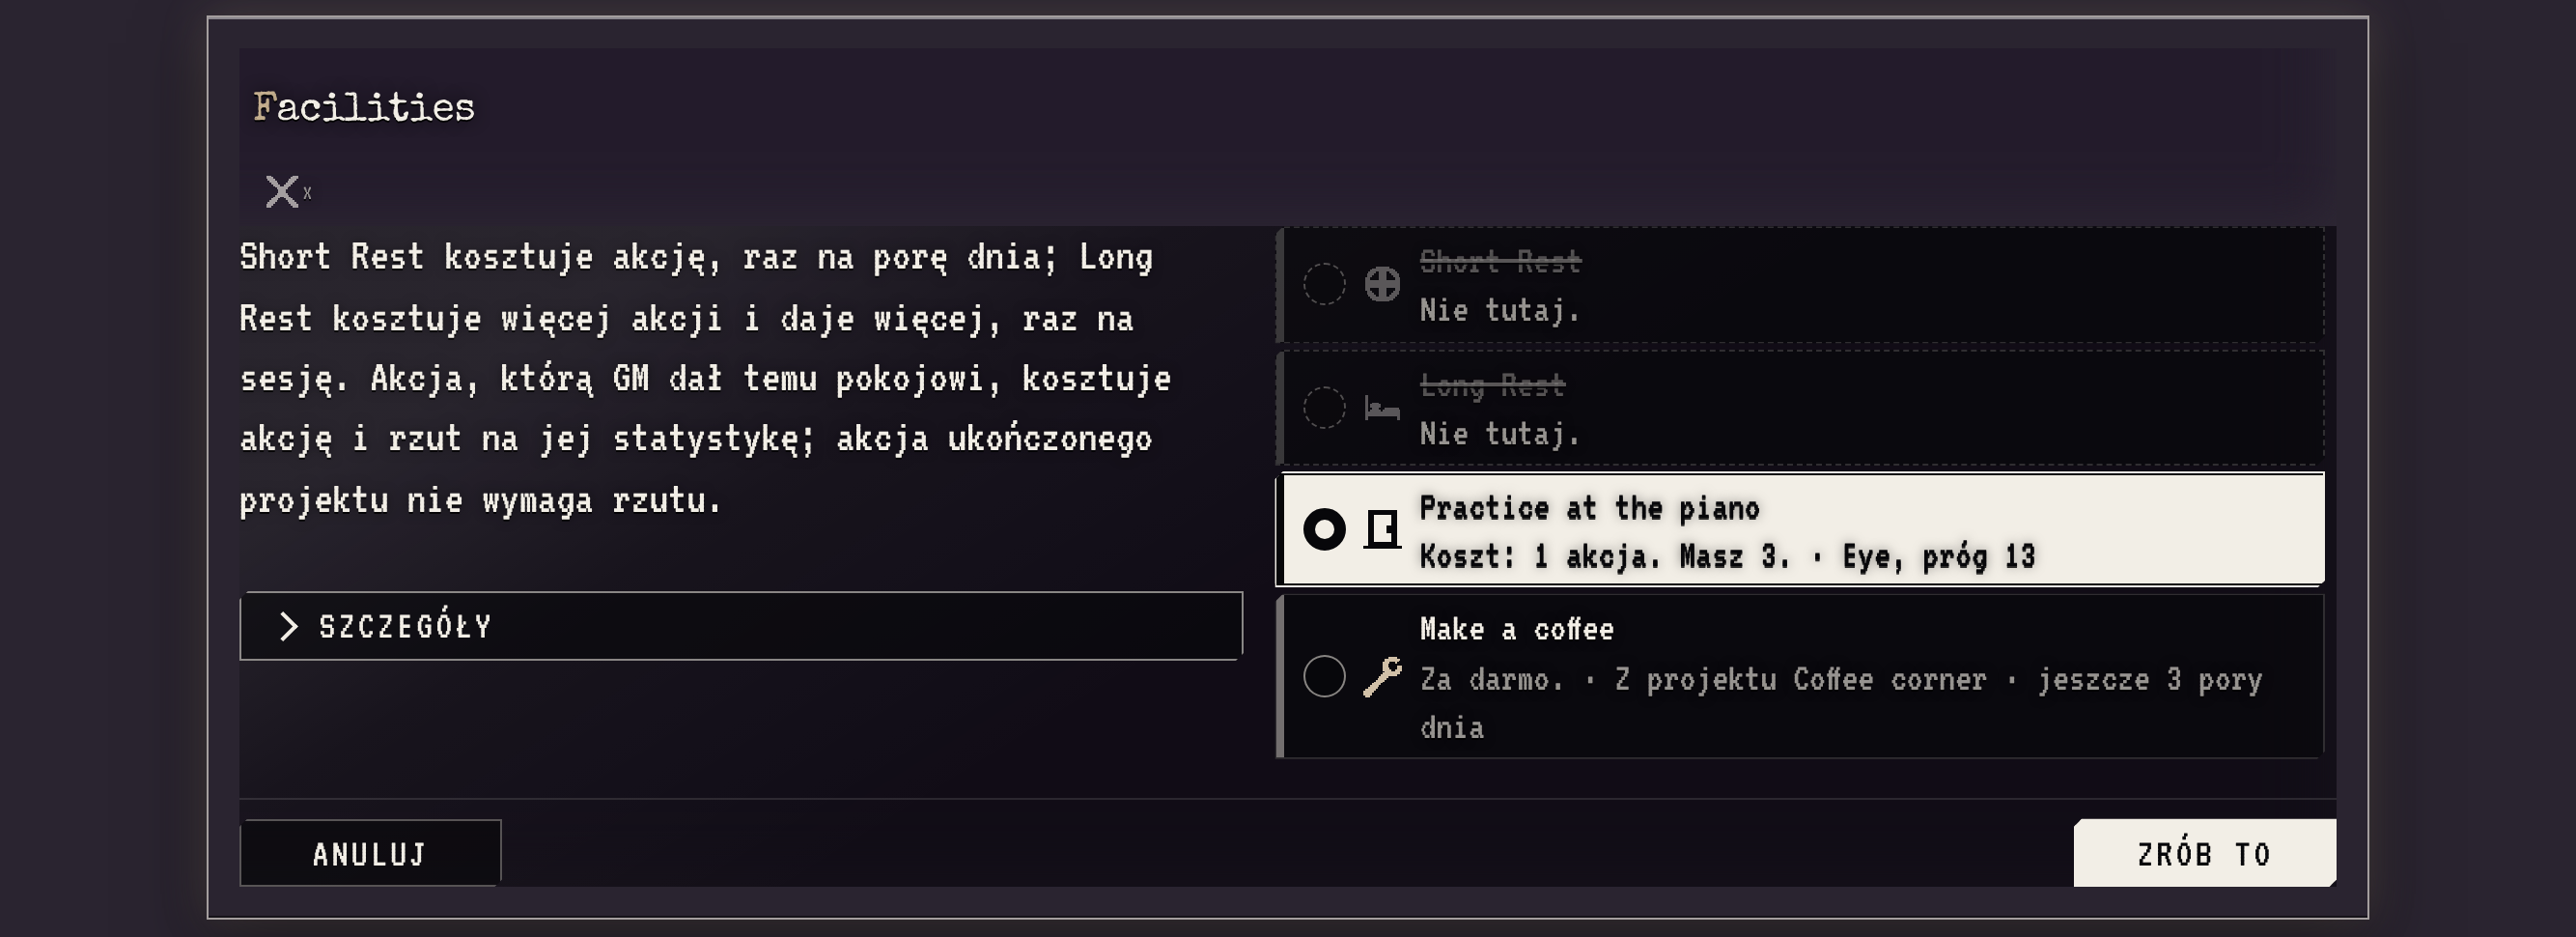 Facilities
x
Short Rest kosztuje akcję, raz na porę dnia; Long
Rest kosztuje więcej akcji i daje więcej, raz na
sesję. Akcja, którą GM dał temu pokojowi, kosztuje
akcję i rzut na jej statystykę; akcja ukończonego
projektu nie wymaga rzutu.
SZCZEGÓŁY
Short Rest
Nie tutaj.
Long Rest
Nie tutaj.
Practice at the piano
Koszt: 1 akcja. Masz 3. · Eye, próg 13
Make a coffee
Za darmo. · Z projektu Coffee corner · jeszcze 3 pory
dnia
ANULUJ
ZRÓB TO